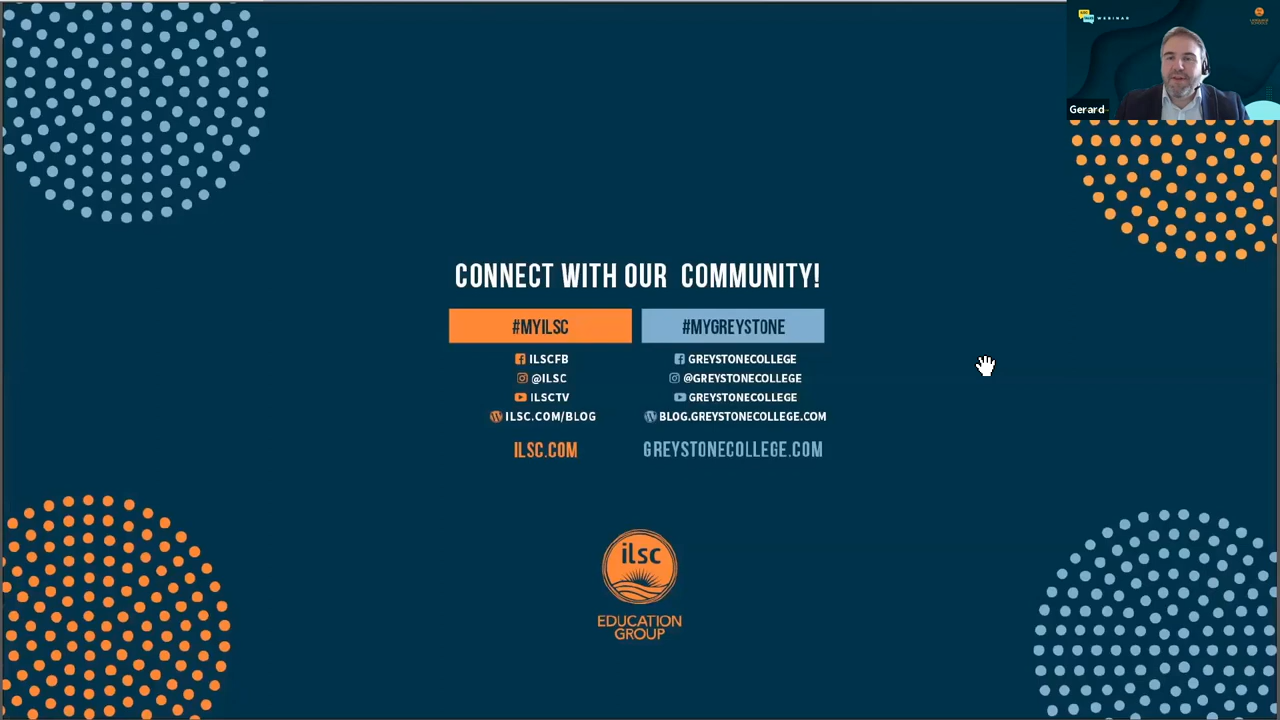 WEBINAR
Gerard
CONNECT WITH OUR COMMUNITY!
#MYILSC
ILSCFB
@ILSC
ILSCTV
ILSC.COM/BLOG
ILSC.COM
#MYGREYSTONE
GREYSTONECOLLEGE
@GREYSTONECOLLEGE
GREYSTONECOLLEGE
BLOG.GREYSTONECOLLEGE.COM
GREYSTONECOLLEGE.COM
ilsc
EDUCATION
GROUP